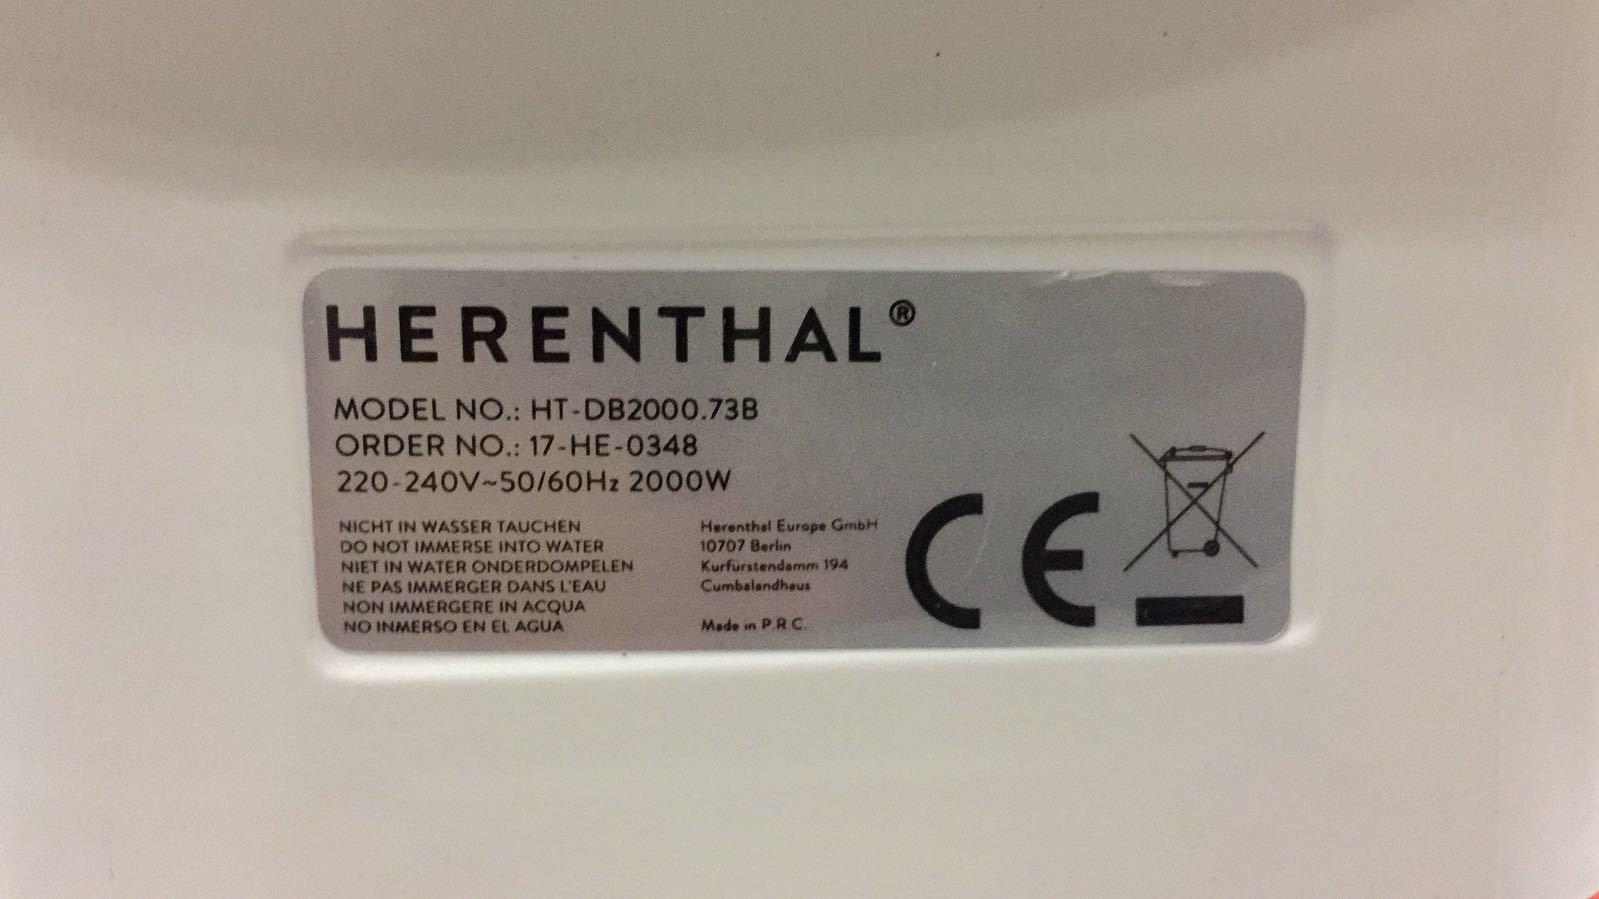 HERENTHAL®
MODEL NO.: HT-DB2000.73B
ORDER NO.: 17-HE-0348
220-240V~50/60Hz 2000W
NICHT IN WASSER TAUCHEN
DO NOT IMMERSE INTO WATER
NIET IN WATER ONDERDOMPELEN
NE PAS IMMERGER DANS L'EAU
NON IMMERGERE IN ACQUA
NO INMERSO EN EL AGUA
Herenthal Europe GmbH
10707 Berlin
Kurfürstendamm 194
Cumbalandhaus
Made in P.R.C.
CE